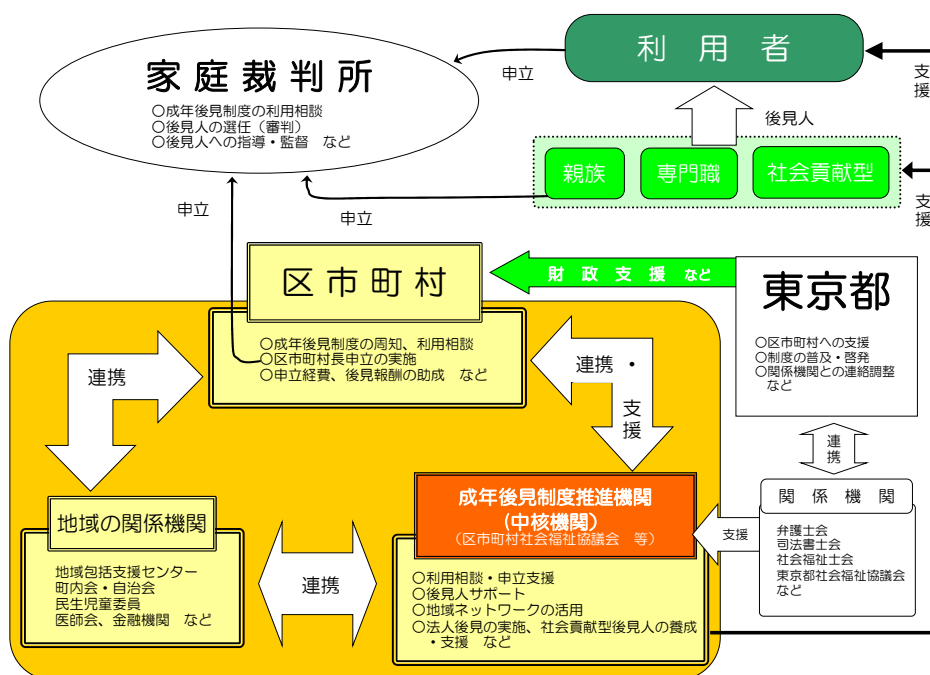 利用者
申立
支援
家庭裁判所
○成年後見制度の利用相談
○後見人の選任（審判）
○後見人への指導・監督　など
後見人
親族
専門職
社会貢献型
支援
申立
申立
区市町村
財政支援 など
東京都
○成年後見制度の周知、利用相談
○区市町村長申立の実施
○申立経費、後見報酬の助成　など
○区市町村への支援
○制度の普及・啓発
○関係機関との連絡調整
など
連携
連携・
支援
連携
成年後見制度推進機関
(中核機関)
（区市町村社会福祉協議会　等）
○利用相談・申立支援
○後見人サポート
○地域ネットワークの活用
○法人後見の実施、社会貢献型後見人の養成
・支援　など
支援
関係機関
弁護士会
司法書士会
社会福祉士会
東京都社会福祉協議会
など
地域の関係機関
地域包括支援センター
町内会・自治会
民生児童委員
医師会、金融機関　など
連携